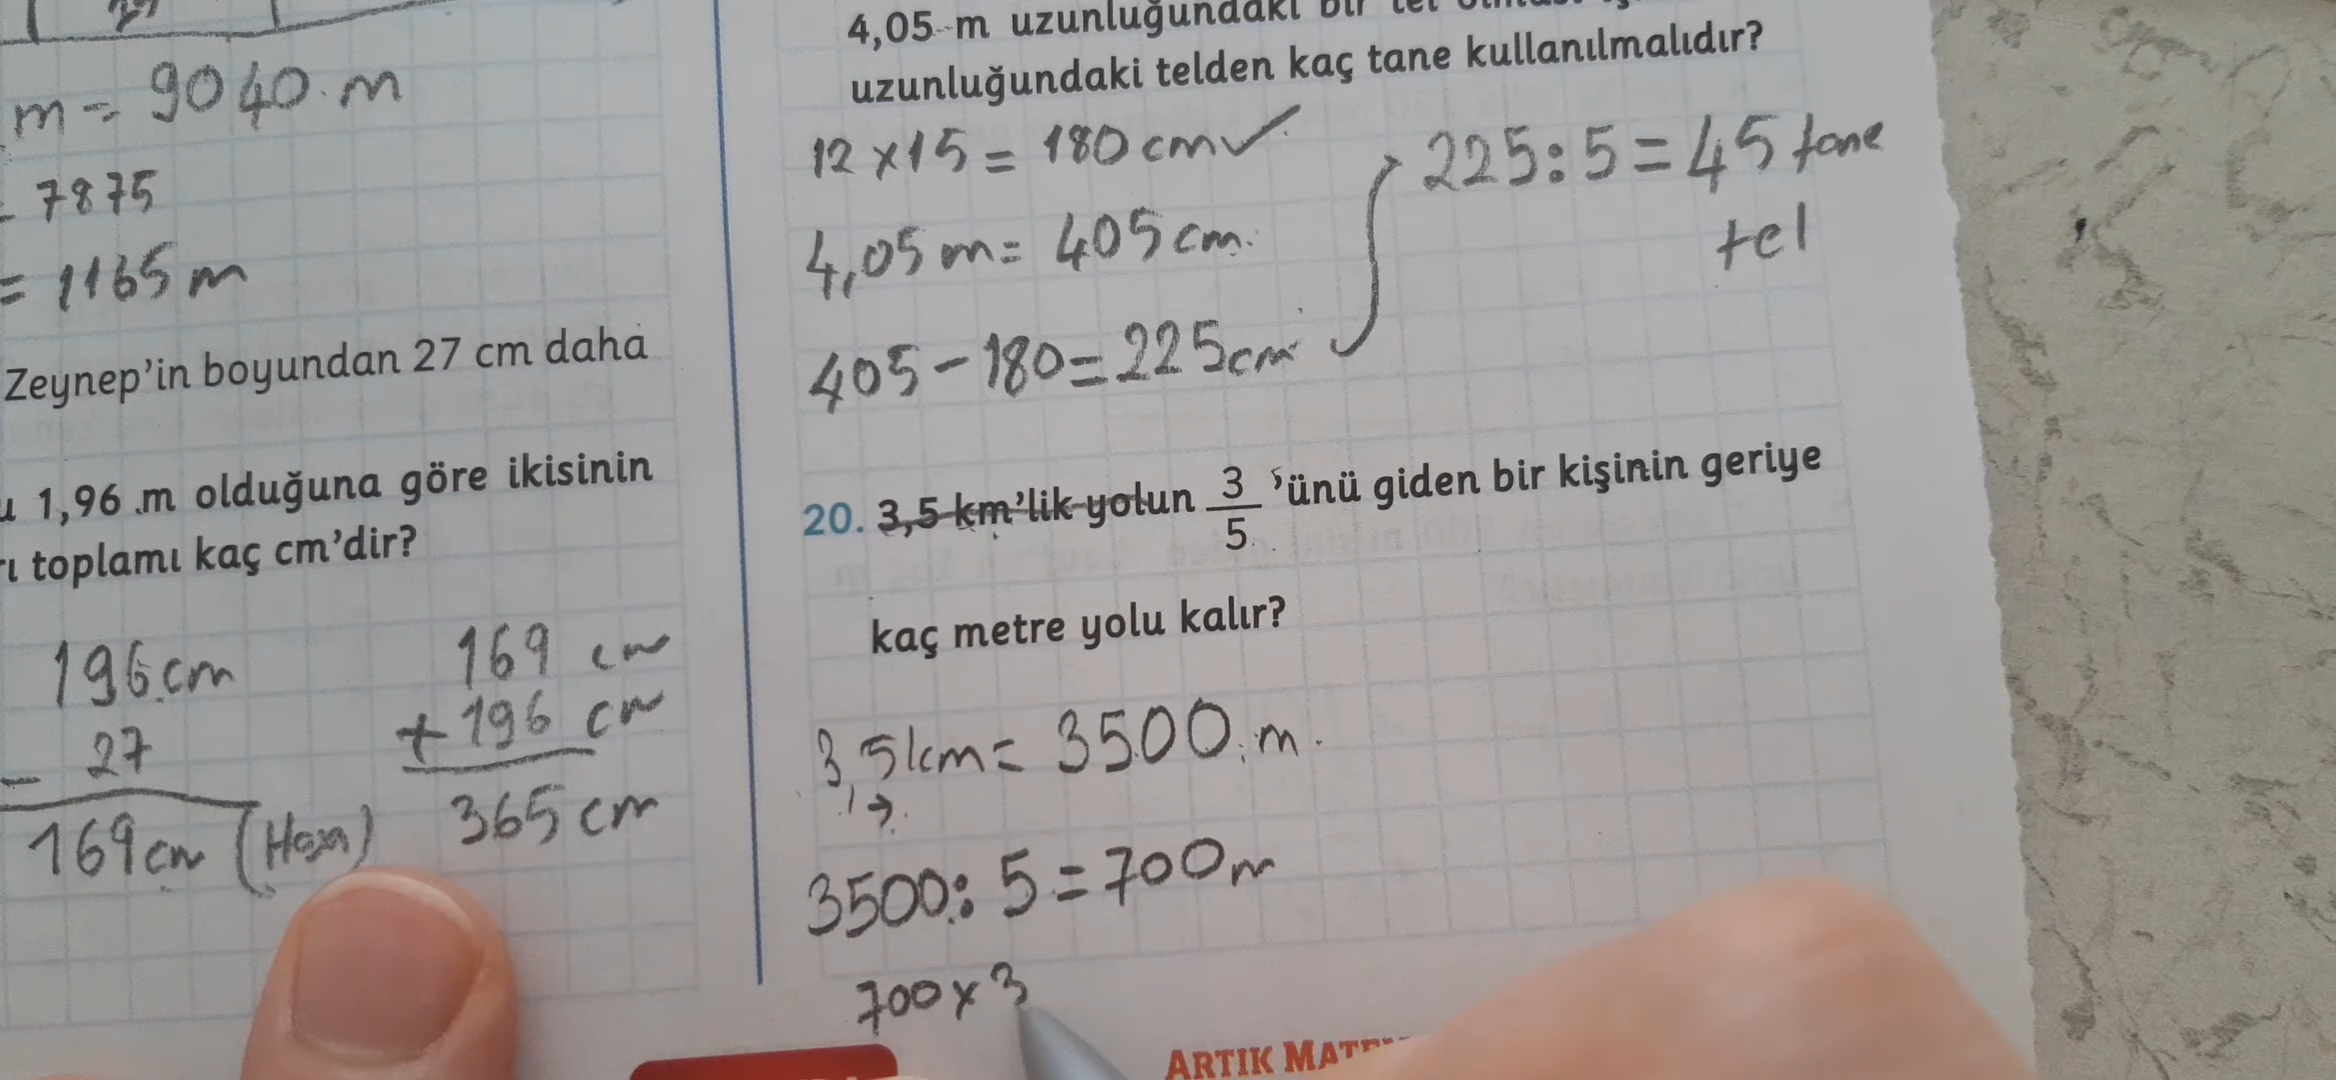 m = 9040 m
- 7875
= 1165 m
Zeynep'in boyundan 27 cm daha
1,96 m olduğuna göre ikisinin
toplamı kaç cm'dir?
196 cm
- 27
169 cm
169 cm
+ 196 cm
365 cm
4,05 m uzunluğundaki bir tel
uzunluğundaki telden kaç tane kullanılmalıdır?
12 x 15 = 180 cm ✓
4,05 m = 405 cm
405 - 180 = 225 cm
225 : 5 = 45 tane
tel
20. 3,5 km'lik yolun 3/5 'ünü giden bir kişinin geriye
kaç metre yolu kalır?
3,5 km = 3500 m
3500 : 5 = 700 m
700 x 3
ARTIK